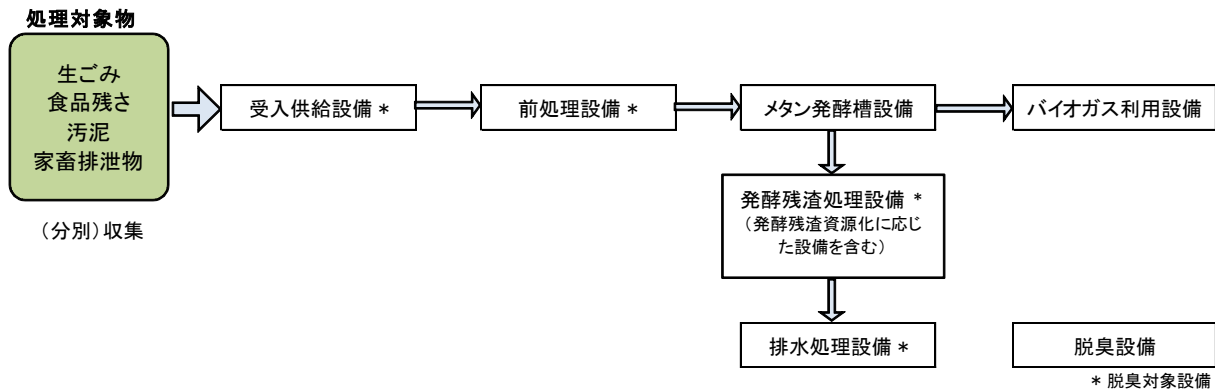 処理対象物
生ごみ
食品残さ
汚泥
家畜排泄物
(分別)収集
受入供給設備 *
前処理設備 *
メタン発酵槽設備
バイオガス利用設備
発酵残渣処理設備 *
(発酵残渣資源化に応じ
た設備を含む)
排水処理設備 *
脱臭設備
* 脱臭対象設備